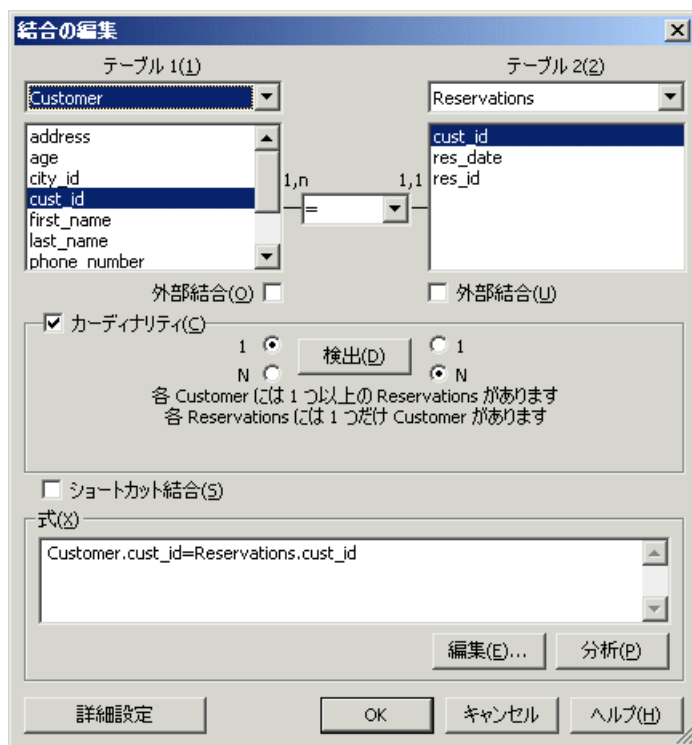 結合の編集
テーブル 1(1)
テーブル 2(2)
Customer
Reservations
address
age
city_id
cust_id
first_name
last_name
phone_number
1,n
1,1
=
cust_id
res_date
res_id
外部結合(O)
外部結合(U)
カーディナリティ(C)
1
検出(D)
1
N
N
各 Customer には 1 つ以上の Reservations があります
各 Reservations には 1 つだけ Customer があります
ショートカット結合(S)
式(X)
Customer.cust_id=Reservations.cust_id
編集(E)...
分析(P)
詳細設定
OK
キャンセル
ヘルプ(H)